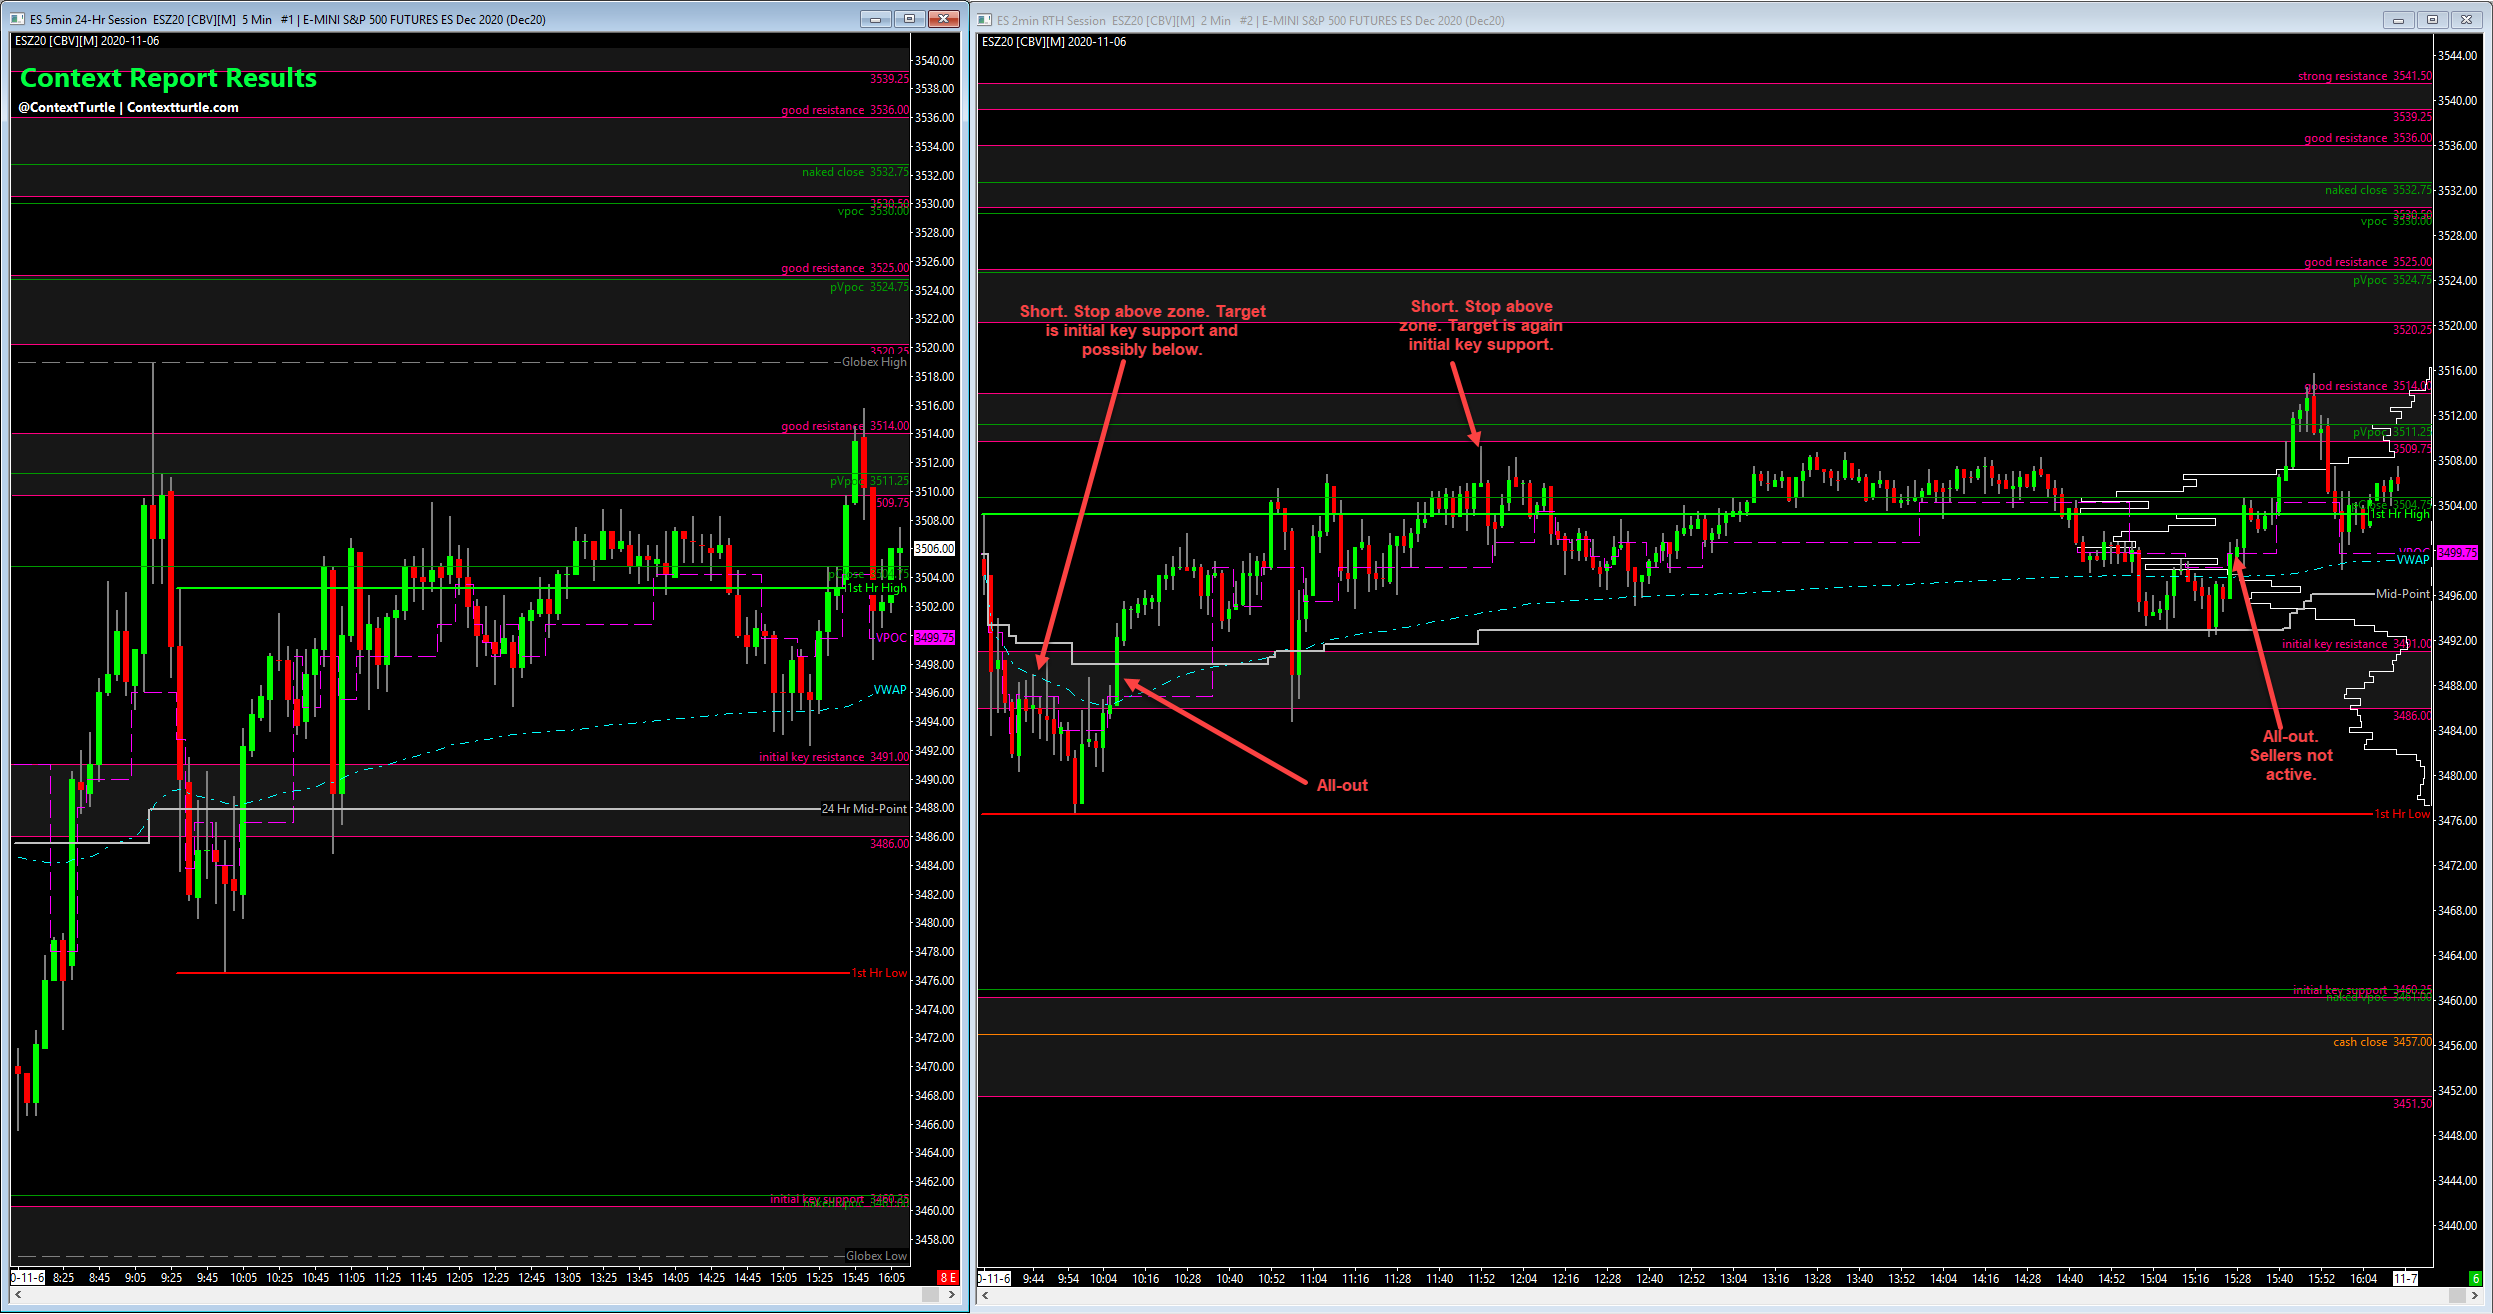 ES 5min 24-Hr Session ESZ20 [CBV][M] 5 Min #1 | E-MINI S&P 500 FUTURES ES Dec 2020 (Dec20)
ESZ20 [CBV][M] 2020-11-06
Context Report Results
@ContextTurtle | Contextturtle.com
3539.25
good resistance 3536.00
naked close 3532.75
3530.50
vpoc 3530.00
good resistance 3525.00
pVpoc 3524.75
3520.25
Globex High
good resistance 3514.00
pVpoc 3511.25
3509.75
1st Hr High
VPOC
VWAP
initial key resistance 3491.00
24 Hr Mid-Point
3486.00
1st Hr Low
initial key support 3460.25
naked vpoc 3461.00
Globex Low
3540.00
3538.00
3536.00
3534.00
3532.00
3530.00
3528.00
3526.00
3524.00
3522.00
3520.00
3518.00
3516.00
3514.00
3512.00
3510.00
3508.00
3506.00
3504.00
3502.00
3499.75
3498.00
3496.00
3494.00
3492.00
3490.00
3488.00
3486.00
3484.00
3482.00
3480.00
3478.00
3476.00
3474.00
3472.00
3470.00
3468.00
3466.00
3464.00
3462.00
3460.00
3458.00
0-11-6 8:25 8:45 9:05 9:25 9:45 10:05 10:25 10:45 11:05 11:25 11:45 12:05 12:25 12:45 13:05 13:25 13:45 14:05 14:25 14:45 15:05 15:25 15:45 16:05 8 E
ES 2min RTH Session ESZ20 [CBV][M] 2 Min #2 | E-MINI S&P 500 FUTURES ES Dec 2020 (Dec20)
ESZ20 [CBV][M] 2020-11-06
strong resistance 3541.50
3539.25
good resistance 3536.00
naked close 3532.75
3530.50
vpoc 3530.00
good resistance 3525.00
pVpoc 3524.75
3520.25
Short. Stop above zone. Target
is initial key support and
possibly below.
Short. Stop above
zone. Target is again
initial key support.
good resistance 3514.00
pVpoc 3511.25
3509.75
pClose 3504.75
1st Hr High
VPOC
VWAP
Mid-Point
initial key resistance 3491.00
3486.00
All-out.
Sellers not
active.
All-out
1st Hr Low
initial key support 3460.25
naked vpoc 3461.00
cash close 3457.00
3451.50
3544.00
3540.00
3536.00
3532.00
3528.00
3524.00
3520.00
3516.00
3512.00
3508.00
3504.00
3499.75
3496.00
3492.00
3488.00
3484.00
3480.00
3476.00
3472.00
3468.00
3464.00
3460.00
3456.00
3452.00
3448.00
3444.00
3440.00
0-11-6 9:44 9:54 10:04 10:16 10:28 10:40 10:52 11:04 11:16 11:28 11:40 11:52 12:04 12:16 12:28 12:40 12:52 13:04 13:16 13:28 13:40 13:52 14:04 14:16 14:28 14:40 14:52 15:04 15:16 15:28 15:40 15:52 16:04 11-7 6